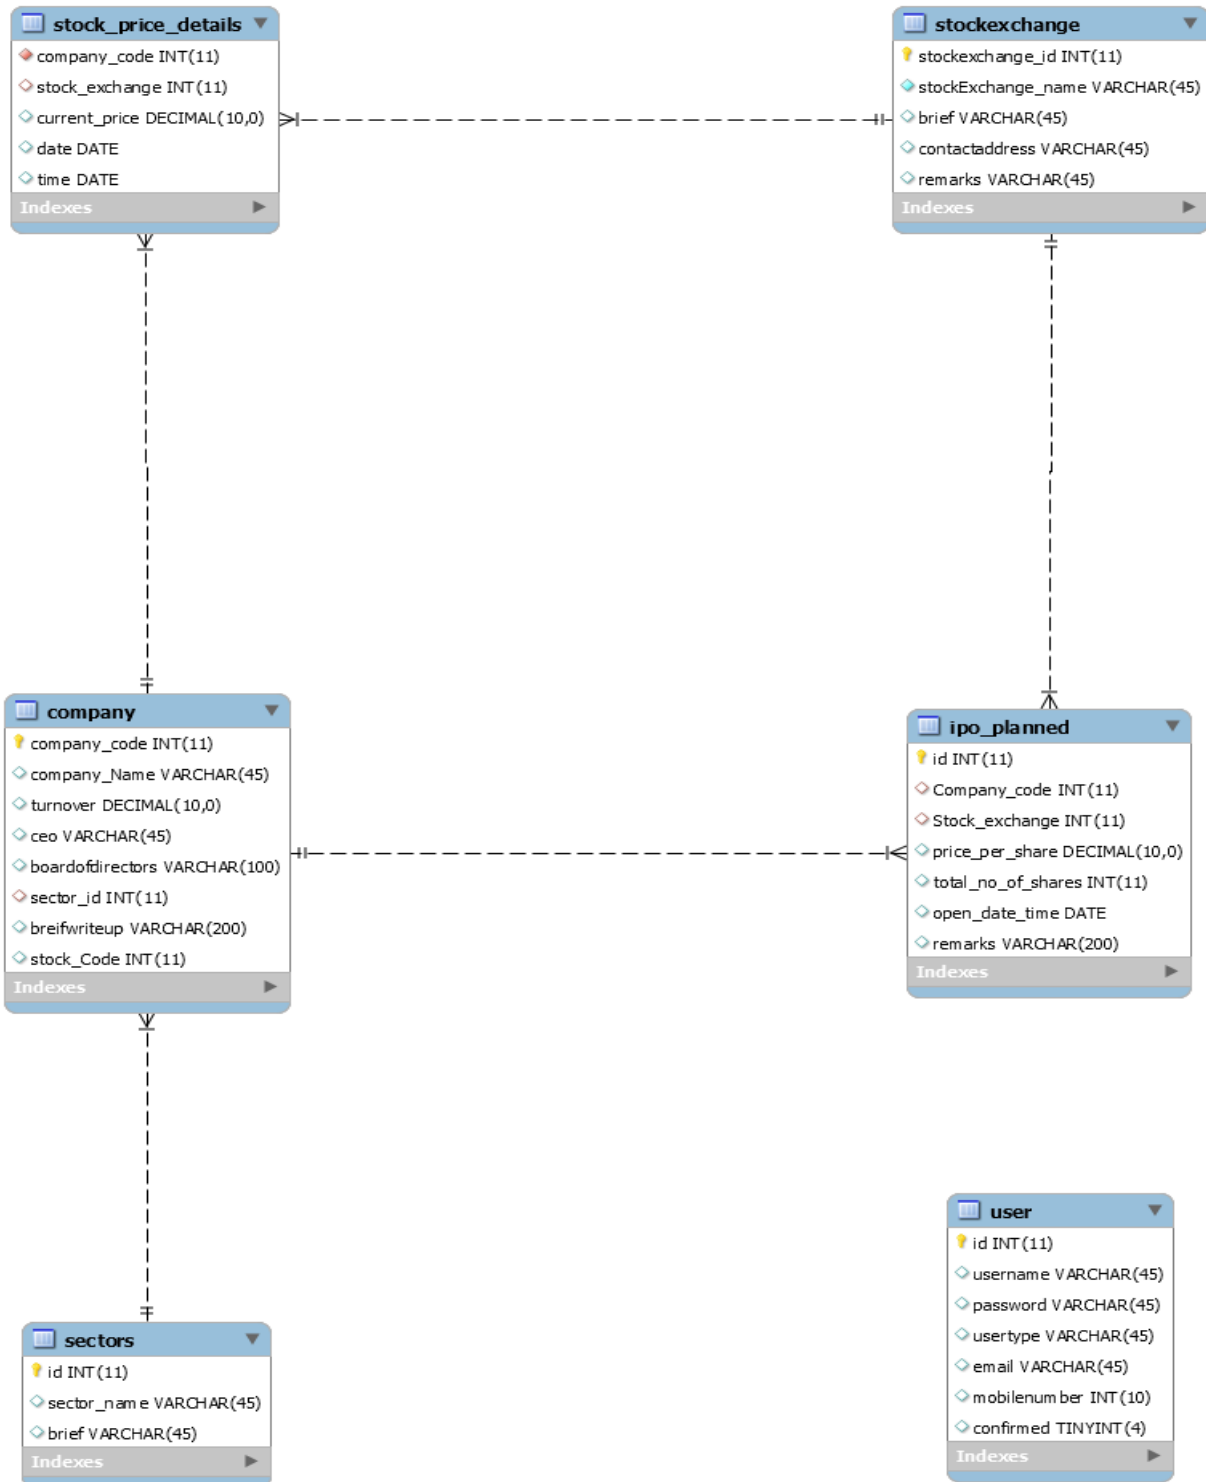 stock_price_details
company_code INT(11)
stock_exchange INT(11)
current_price DECIMAL(10,0)
date DATE
time DATE
Indexes
stockexchange
stockexchange_id INT(11)
stockExchange_name VARCHAR(45)
brief VARCHAR(45)
contactaddress VARCHAR(45)
remarks VARCHAR(45)
Indexes
company
company_code INT(11)
company_Name VARCHAR(45)
turnover DECIMAL(10,0)
ceo VARCHAR(45)
boardofdirectors VARCHAR(100)
sector_id INT(11)
breifwriteup VARCHAR(200)
stock_Code INT(11)
Indexes
ipo_planned
id INT(11)
Company_code INT(11)
Stock_exchange INT(11)
price_per_share DECIMAL(10,0)
total_no_of_shares INT(11)
open_date_time DATE
remarks VARCHAR(200)
Indexes
sectors
id INT(11)
sector_name VARCHAR(45)
brief VARCHAR(45)
Indexes
user
id INT(11)
username VARCHAR(45)
password VARCHAR(45)
usertype VARCHAR(45)
email VARCHAR(45)
mobilenumber INT(10)
confirmed TINYINT(4)
Indexes